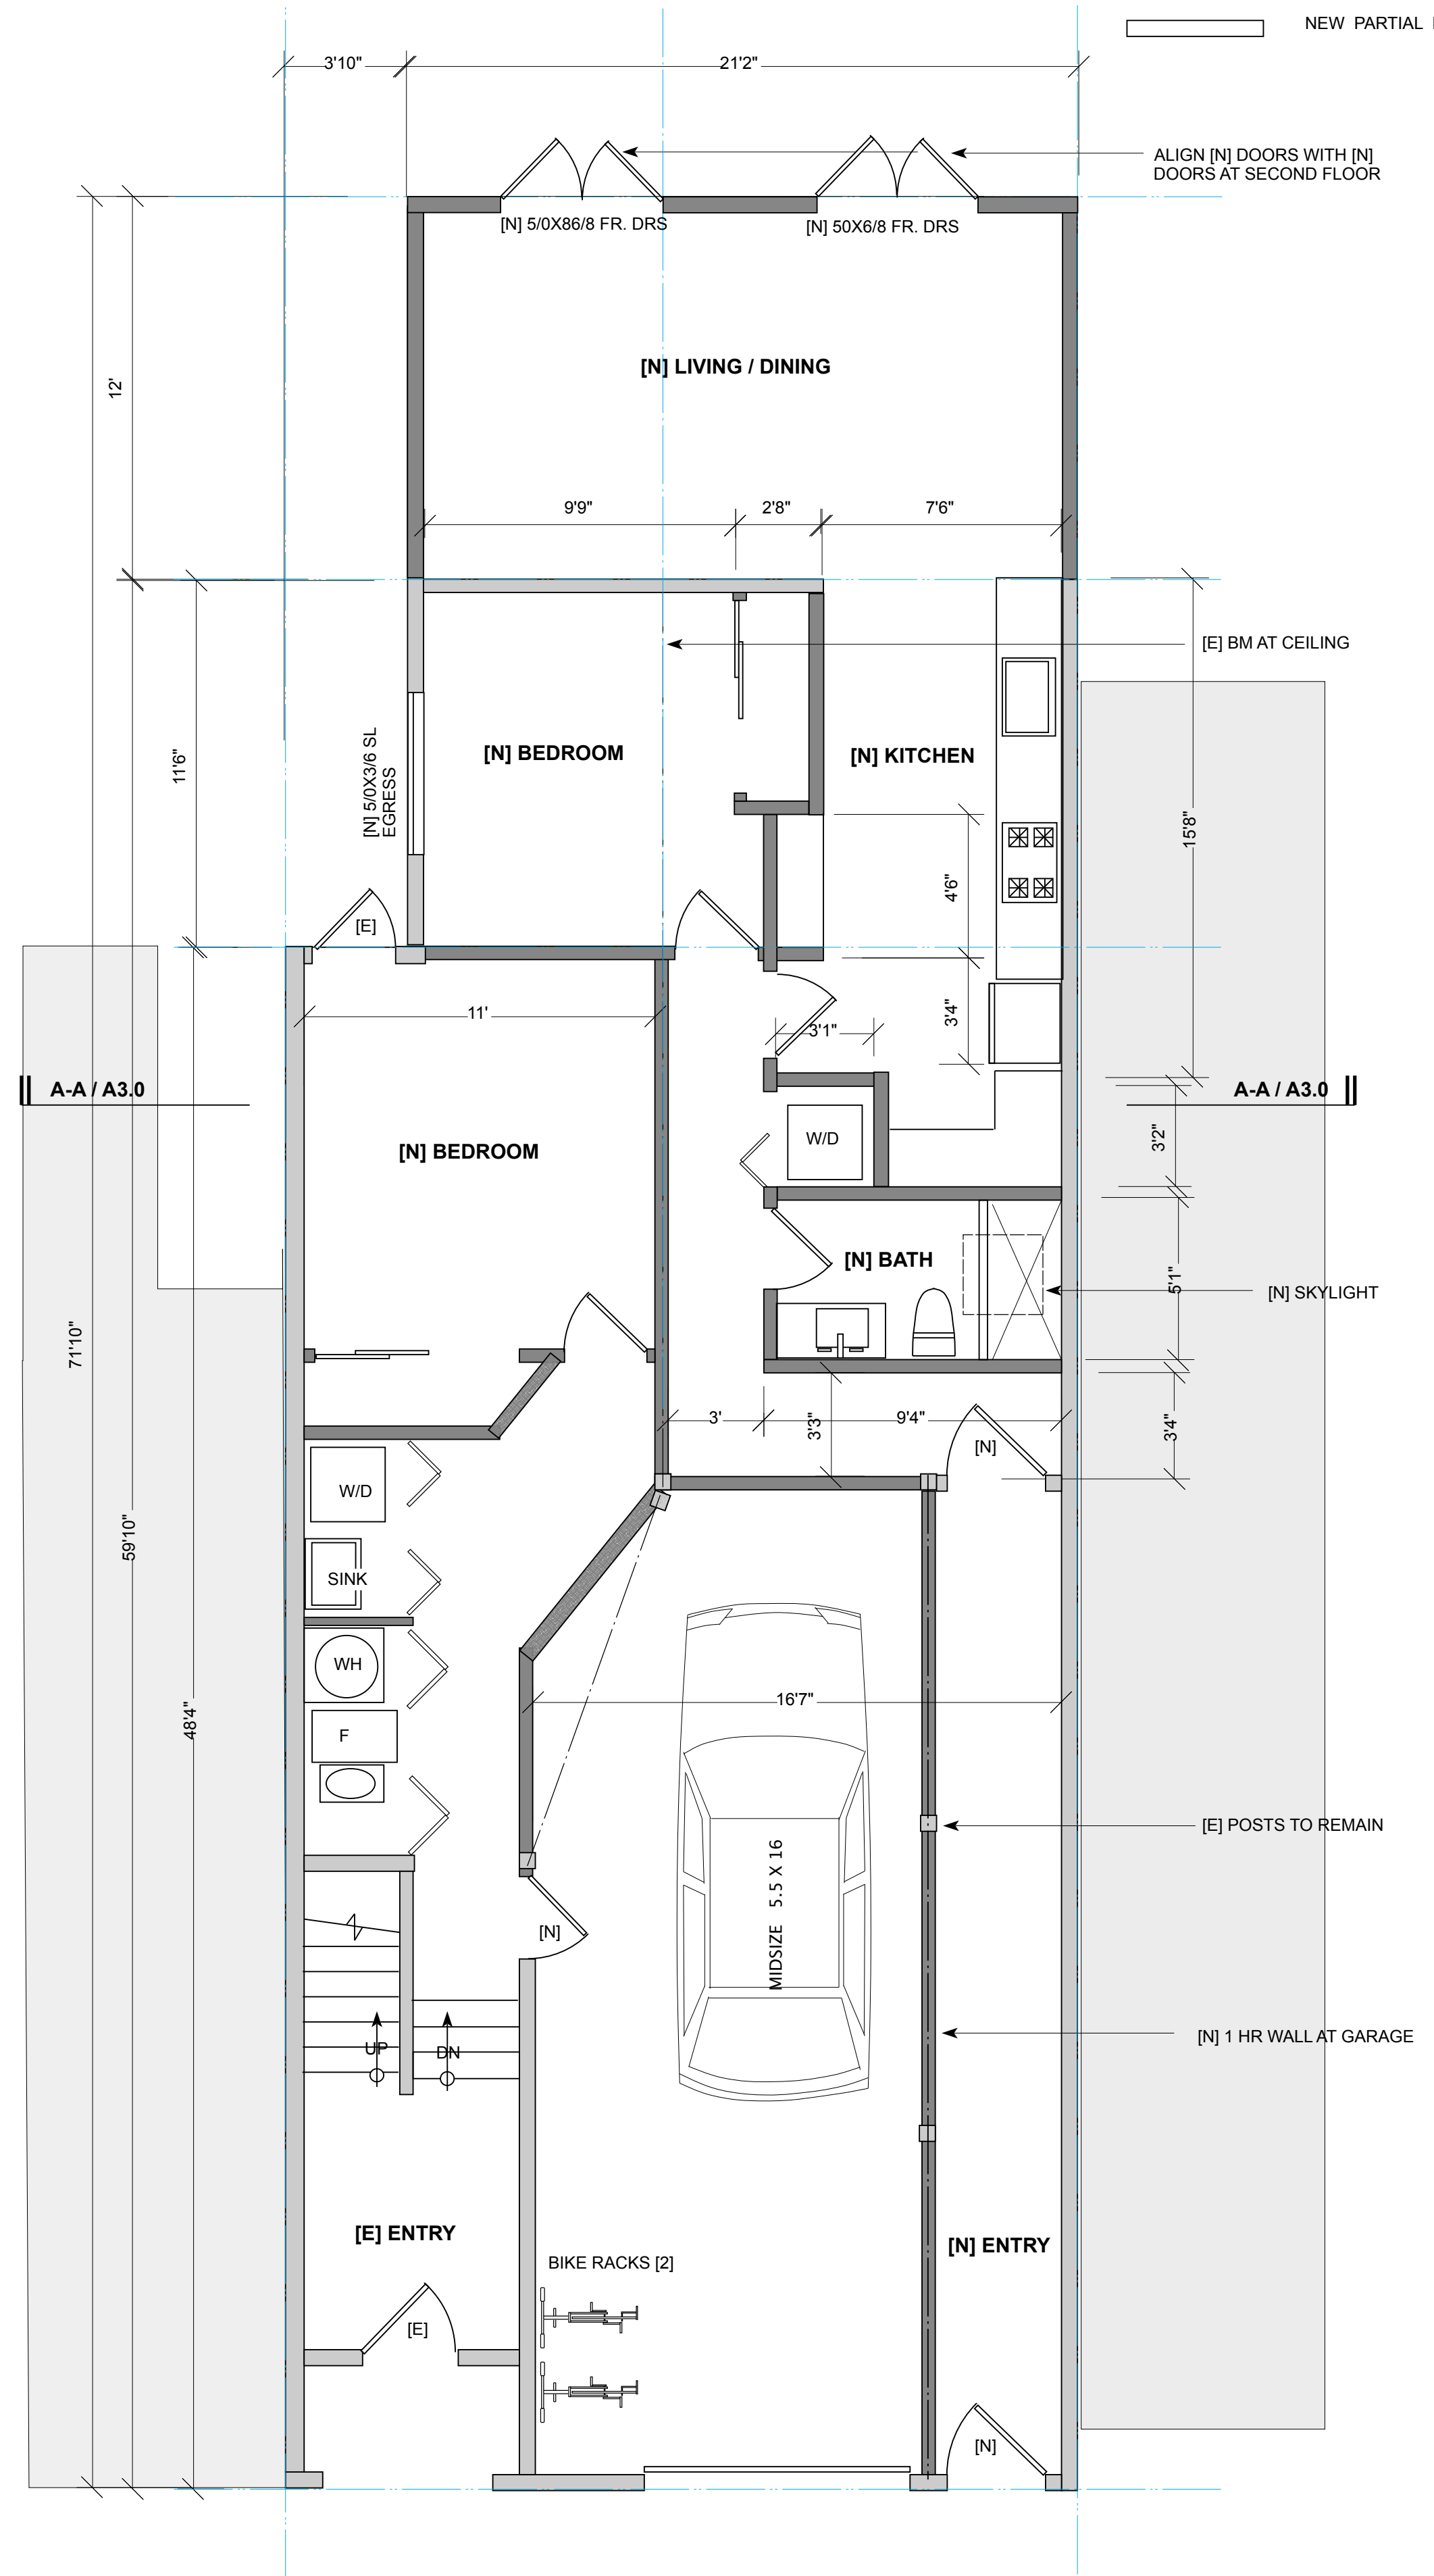 NEW PARTIAL
3'10"
21'2"
ALIGN [N] DOORS WITH [N]
DOORS AT SECOND FLOOR
[N] 5/0X86/8 FR. DRS
[N] 50X6/8 FR. DRS
[N] LIVING / DINING
12'
9'9"
2'8"
7'6"
[E] BM AT CEILING
[N] BEDROOM
[N] KITCHEN
11'6"
[N] 5/0X3/6 SL
EGRESS
15'8"
4'6"
[E]
11'
3'4"
3'1"
A-A / A3.0
A-A / A3.0
W/D
3'2"
[N] BEDROOM
[N] BATH
5'1"
[N] SKYLIGHT
71'10"
3'
3'3"
9'4"
3'4"
[N]
W/D
59'10"
SINK
WH
48'4"
16'7"
F
[E] POSTS TO REMAIN
MIDSIZE 5.5 X 16
[N]
[N] 1 HR WALL AT GARAGE
UP
DN
[E] ENTRY
[N] ENTRY
BIKE RACKS [2]
[E]
[N]